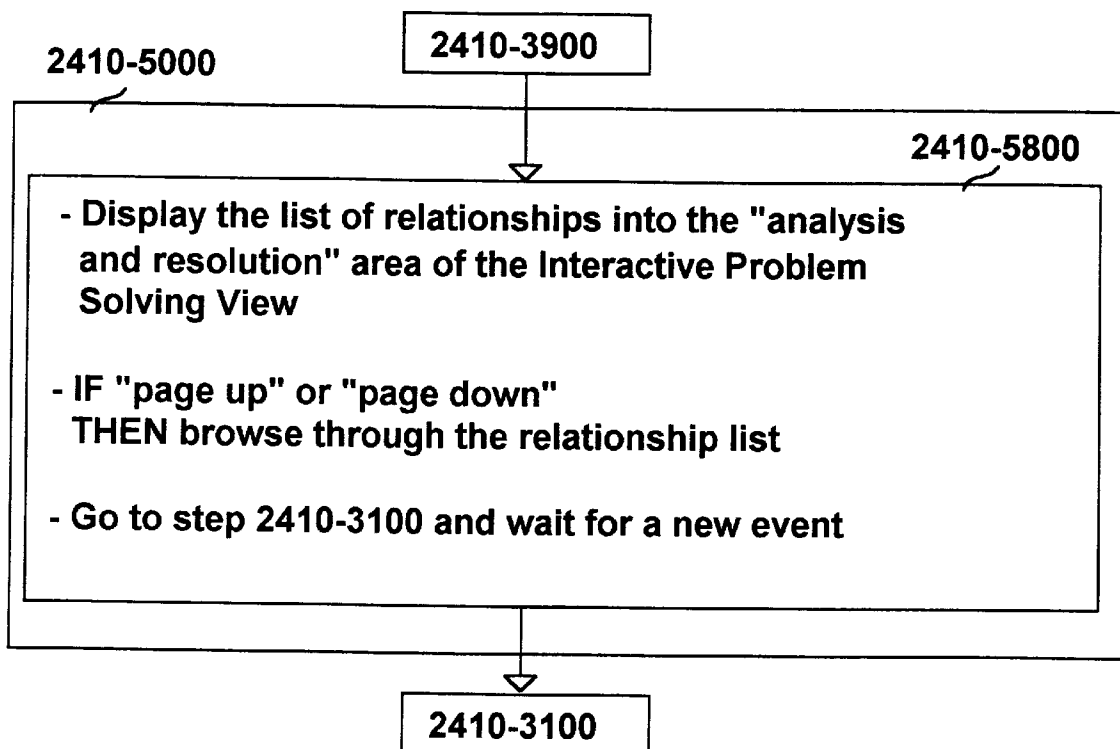 2410-3900
2410-5000
2410-5800
- Display the list of relationships into the "analysis
and resolution" area of the Interactive Problem
Solving View
- IF "page up" or "page down"
THEN browse through the relationship list
- Go to step 2410-3100 and wait for a new event
2410-3100